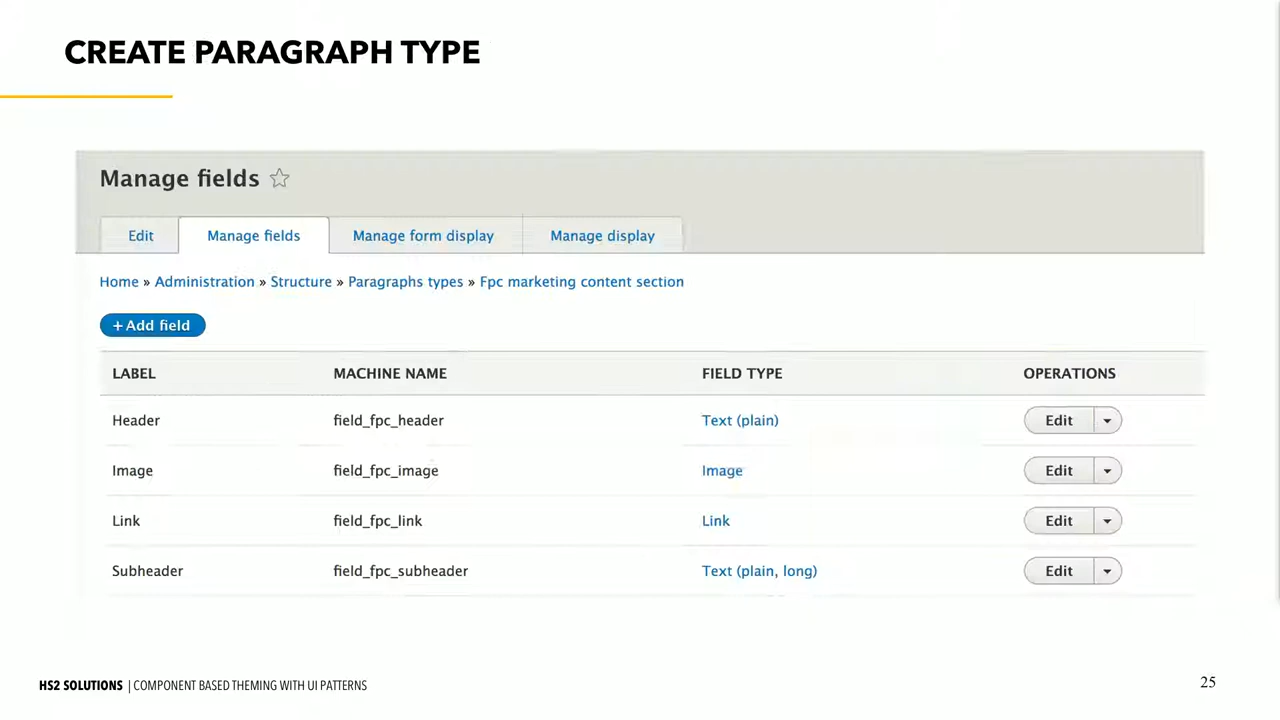 CREATE PARAGRAPH TYPE
Manage fields
Edit Manage fields Manage form display Manage display
Home » Administration » Structure » Paragraphs types » Fpc marketing content section
+ Add field
LABEL MACHINE NAME FIELD TYPE OPERATIONS
Header field_fpc_header Text (plain) Edit
Image field_fpc_image Image Edit
Link field_fpc_link Link Edit
Subheader field_fpc_subheader Text (plain, long) Edit
HS2 SOLUTIONS | COMPONENT BASED THEMING WITH UI PATTERNS 25